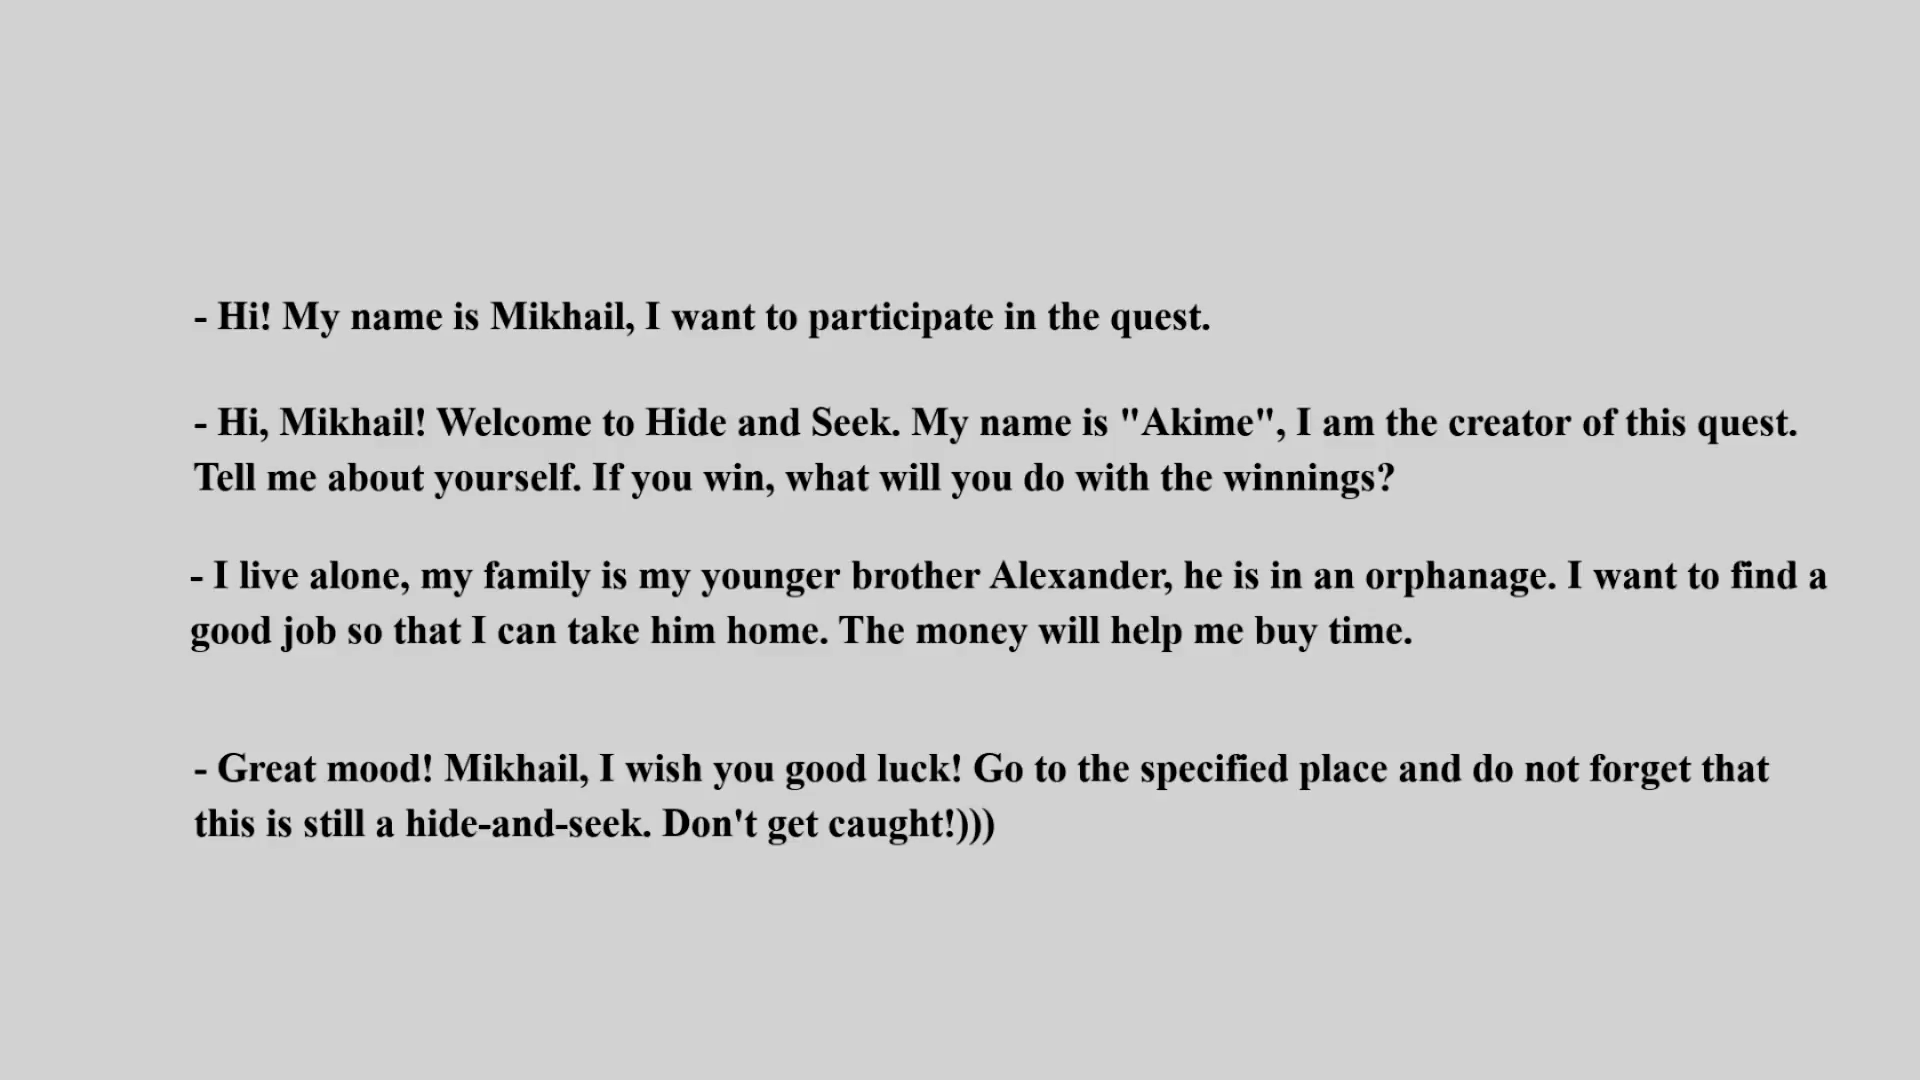 - Hi! My name is Mikhail, I want to participate in the quest.
- Hi, Mikhail! Welcome to Hide and Seek. My name is "Akime", I am the creator of this quest.
Tell me about yourself. If you win, what will you do with the winnings?
- I live alone, my family is my younger brother Alexander, he is in an orphanage. I want to find a
good job so that I can take him home. The money will help me buy time.
- Great mood! Mikhail, I wish you good luck! Go to the specified place and do not forget that
this is still a hide-and-seek. Don't get caught!)))